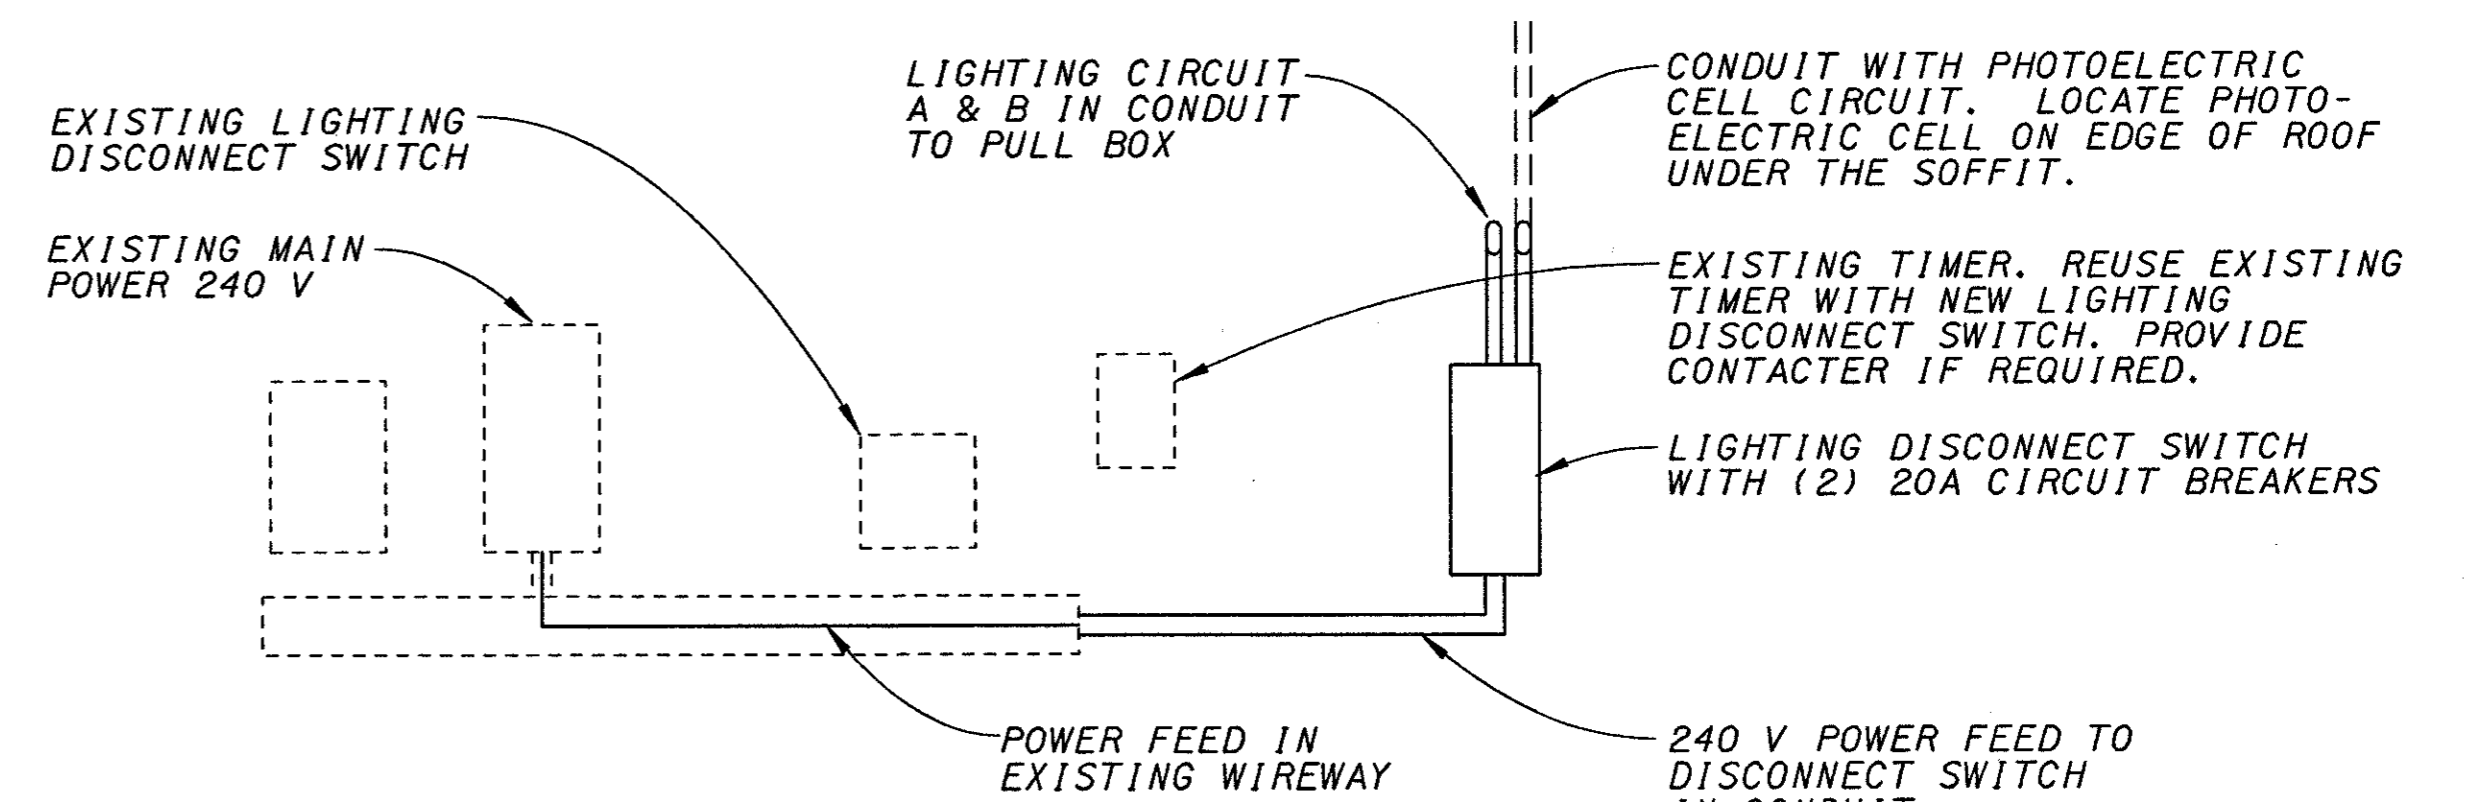 EXISTING LIGHTING
DISCONNECT SWITCH
EXISTING MAIN
POWER 240 V
LIGHTING CIRCUIT
A & B IN CONDUIT
TO PULL BOX
CONDUIT WITH PHOTOELECTRIC
CELL CIRCUIT. LOCATE PHOTO-
ELECTRIC CELL ON EDGE OF ROOF
UNDER THE SOFFIT.
EXISTING TIMER. REUSE EXISTING
TIMER WITH NEW LIGHTING
DISCONNECT SWITCH. PROVIDE
CONTACTER IF REQUIRED.
LIGHTING DISCONNECT SWITCH
WITH (2) 20A CIRCUIT BREAKERS
POWER FEED IN
EXISTING WIREWAY
240 V POWER FEED TO
DISCONNECT SWITCH
IN CONDUIT